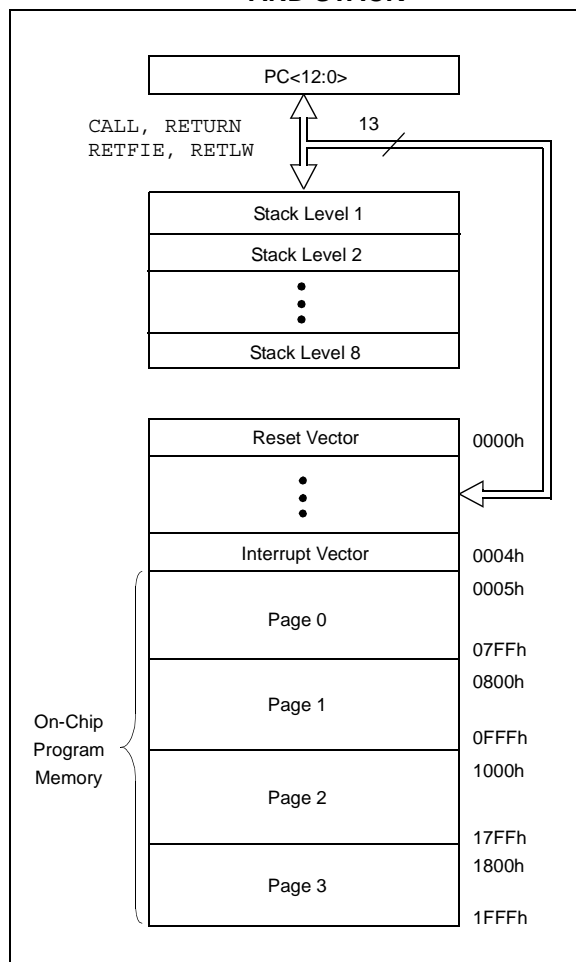 AND STACK
PC<12:0>
CALL, RETURN
RETFIE, RETLW
13
Stack Level 1
Stack Level 2
Stack Level 8
Reset Vector
0000h
Interrupt Vector
0004h
0005h
Page 0
07FFh
0800h
Page 1
0FFFh
1000h
Page 2
17FFh
1800h
Page 3
1FFFh
On-Chip
Program
Memory